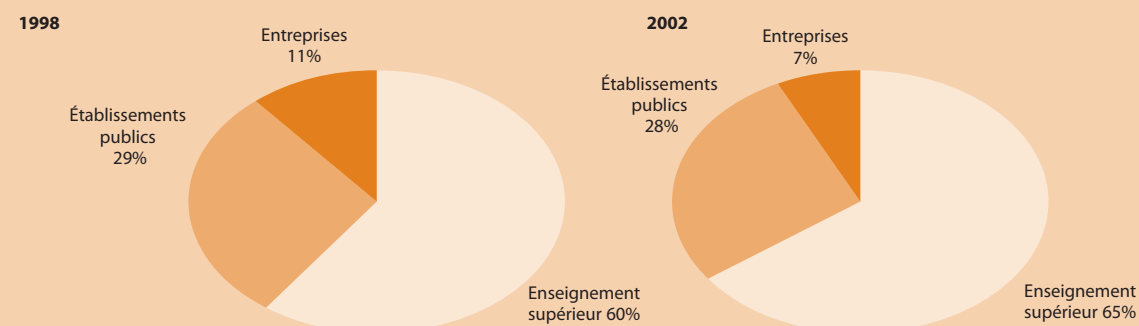 1998
Entreprises
11%
Établissements
publics
29%
Enseignement
supérieur 60%
2002
Entreprises
7%
Établissements
publics
28%
Enseignement
supérieur 65%